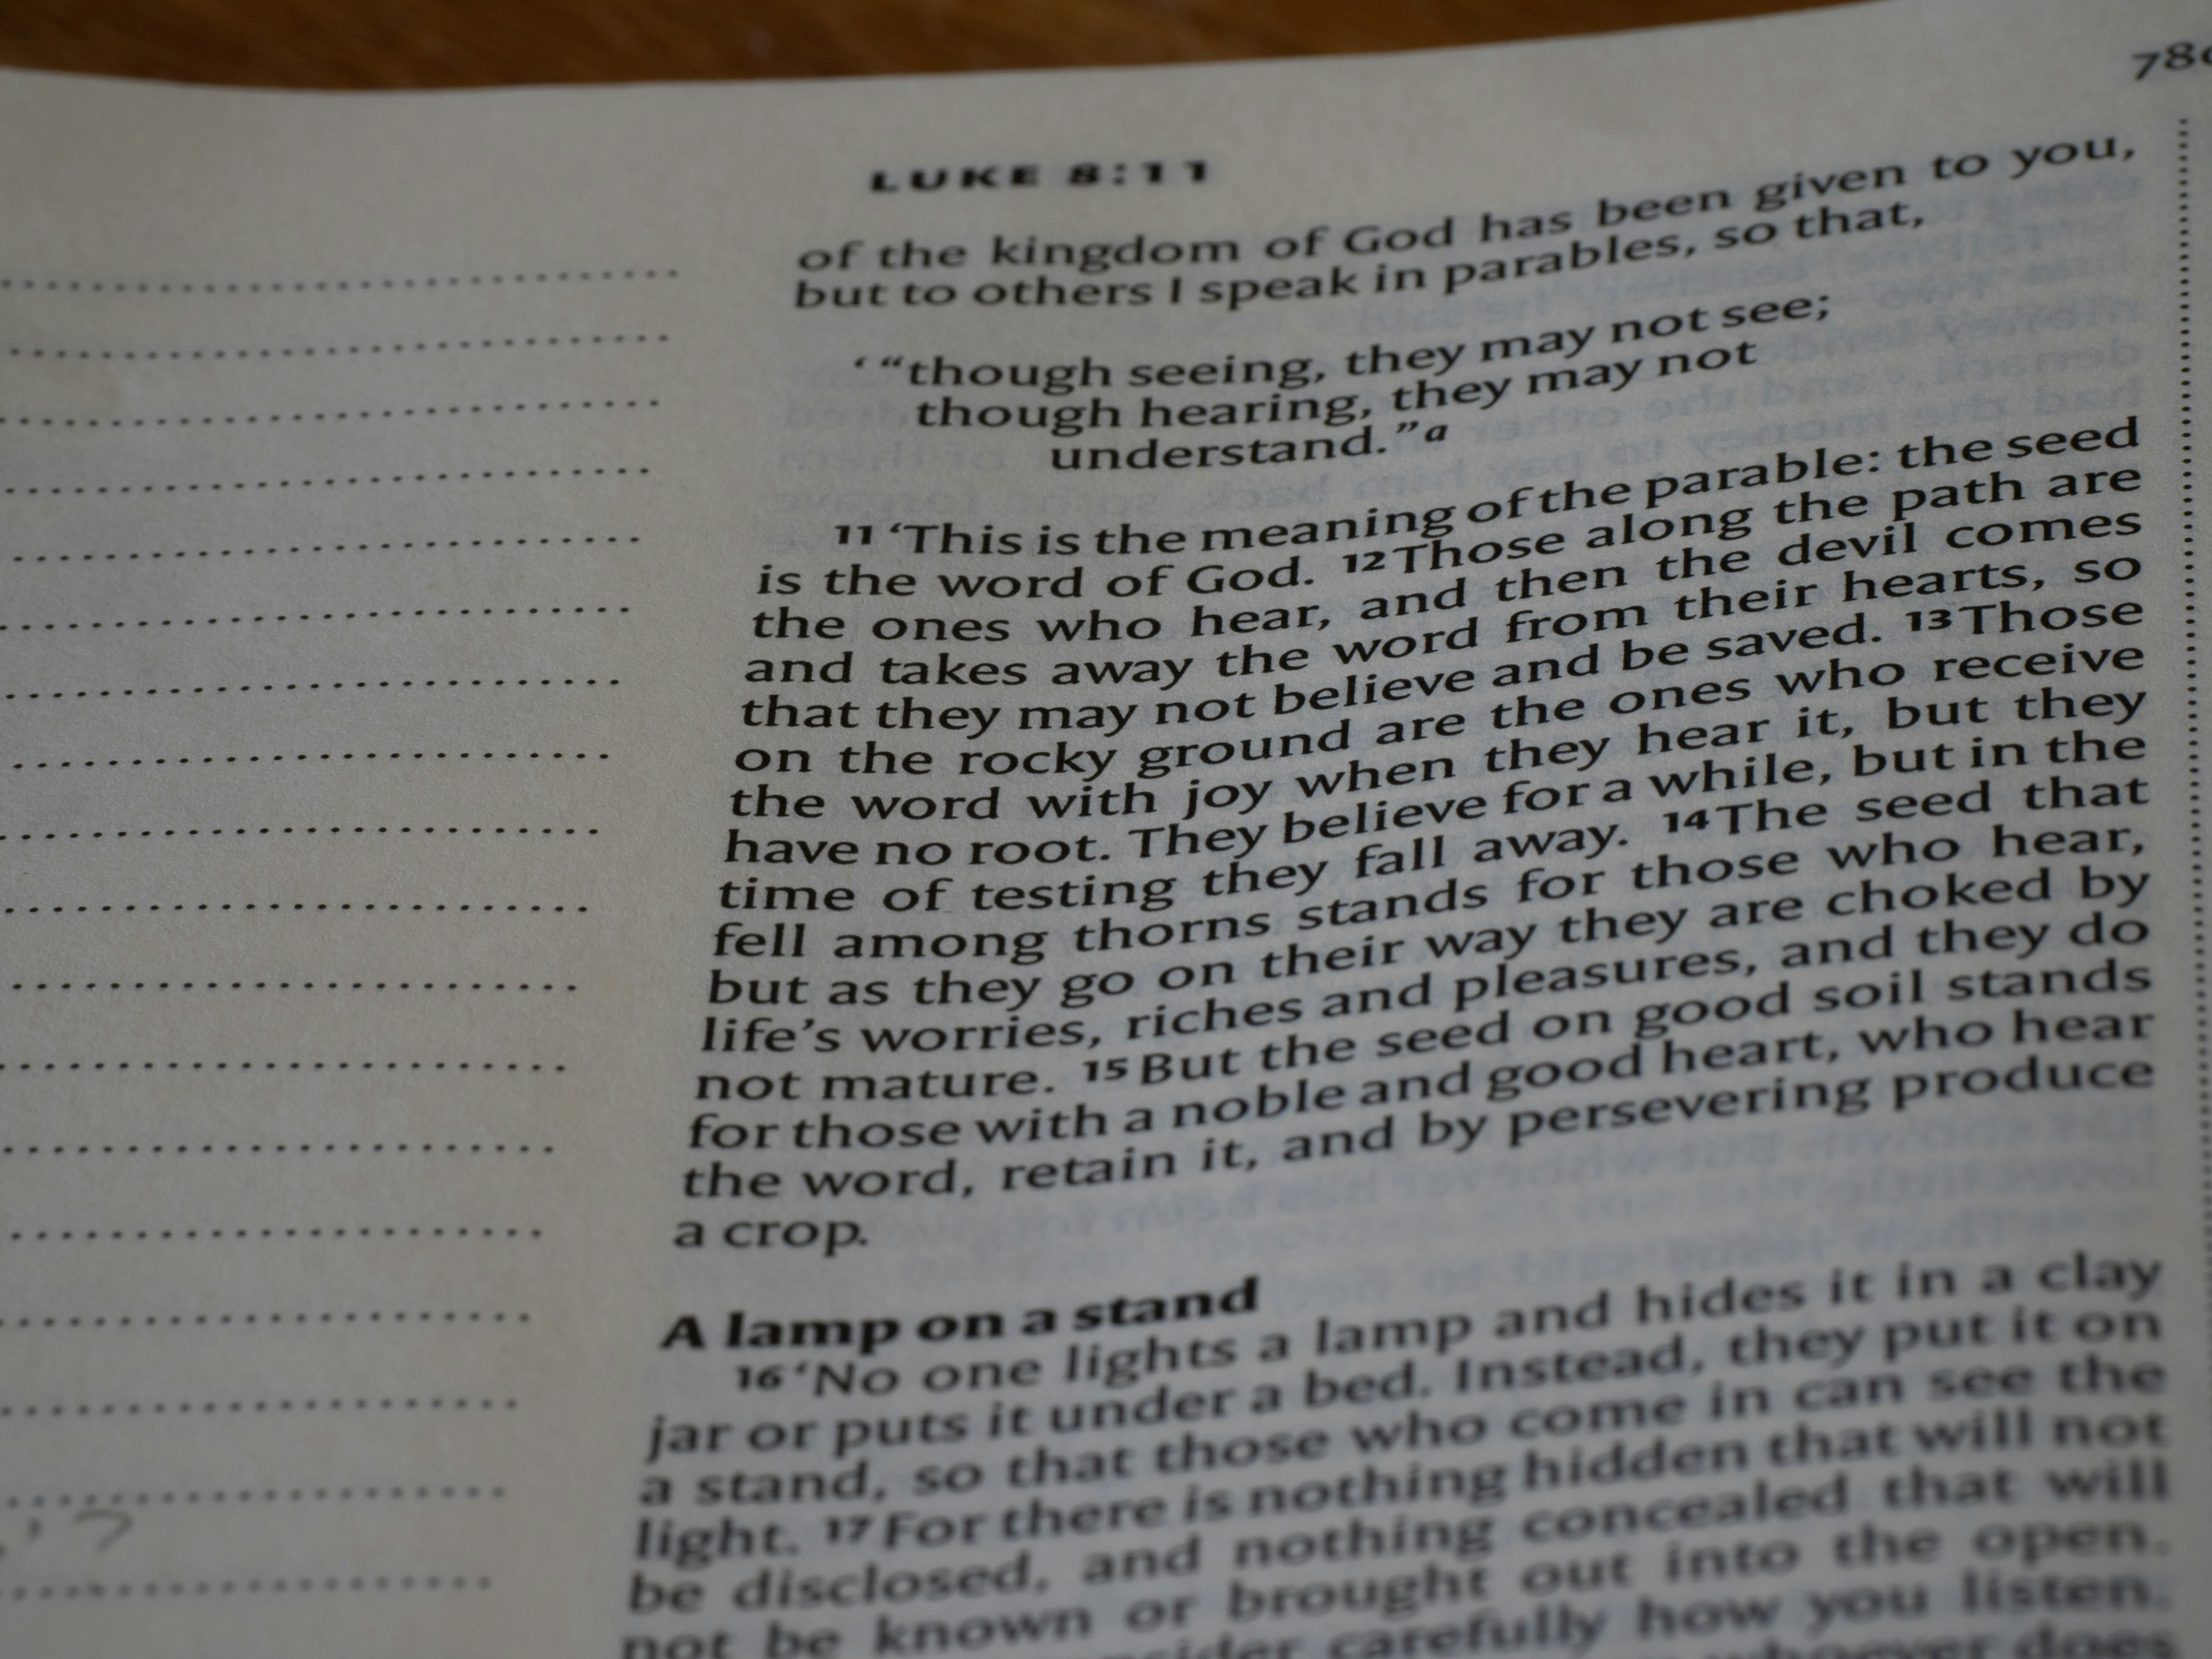 LUKE 8:11
of the kingdom of God has been given to you,
but to others I speak in parables, so that,
‘ “though seeing, they may not see;
though hearing, they may not
understand.” a
11 ‘This is the meaning of the parable: the seed
is the word of God. 12 Those along the path are
the ones who hear, and then the devil comes
and takes away the word from their hearts, so
that they may not believe and be saved. 13 Those
on the rocky ground are the ones who receive
the word with joy when they hear it, but they
have no root. They believe for a while, but in the
time of testing they fall away. 14 The seed that
fell among thorns stands for those who hear,
but as they go on their way they are choked by
life’s worries, riches and pleasures, and they do
not mature. 15 But the seed on good soil stands
for those with a noble and good heart, who hear
the word, retain it, and by persevering produce
a crop.
A lamp on a stand
16 ‘No one lights a lamp and hides it in a clay
jar or puts it under a bed. Instead, they put it on
a stand, so that those who come in can see the
light. 17 For there is nothing hidden that will not
be disclosed, and nothing concealed that will
not be known or brought out into the open.
carefully how you listen.
whoever does